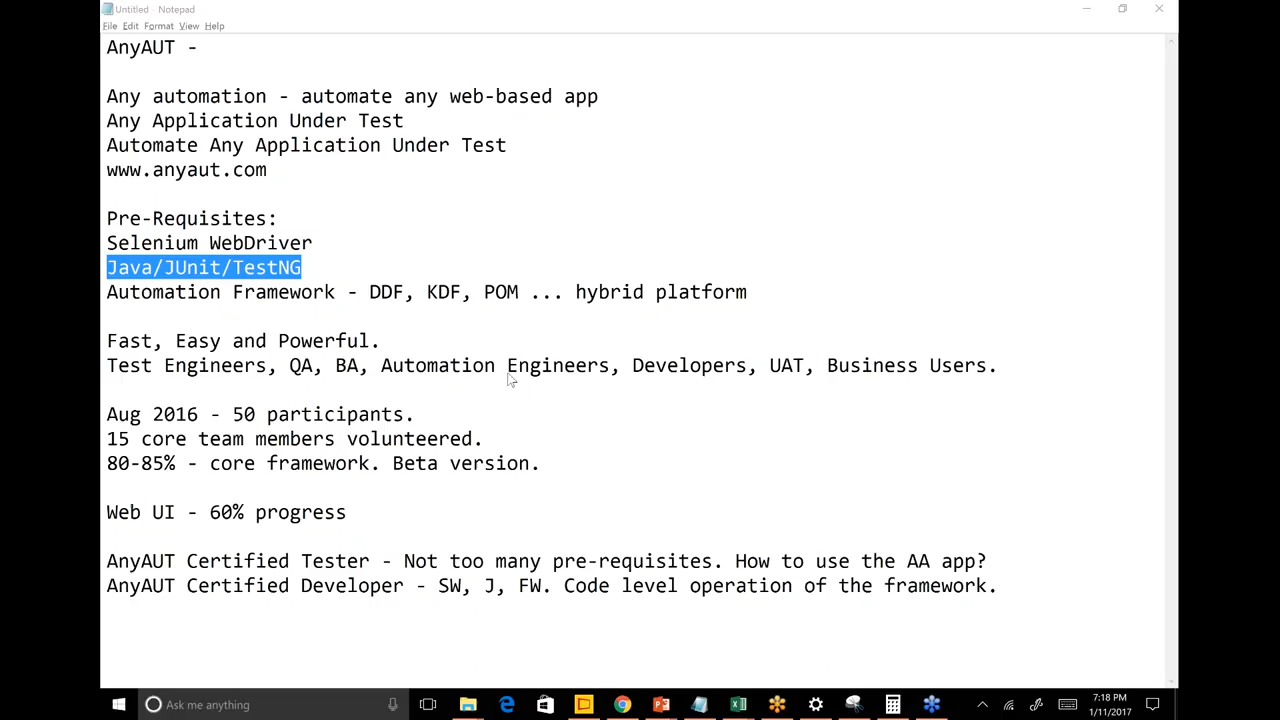 Untitled - Notepad
File Edit Format View Help
AnyAUT -
Any automation - automate any web-based app
Any Application Under Test
Automate Any Application Under Test
www.anyaut.com
Pre-Requisites:
Selenium WebDriver
Java/JUnit/TestNG
Automation Framework - DDF, KDF, POM ... hybrid platform
Fast, Easy and Powerful.
Test Engineers, QA, BA, Automation Engineers, Developers, UAT, Business Users.
Aug 2016 - 50 participants.
15 core team members volunteered.
80-85% - core framework. Beta version.
Web UI - 60% progress
AnyAUT Certified Tester - Not too many pre-requisites. How to use the AA app?
AnyAUT Certified Developer - SW, J, FW. Code level operation of the framework.
Ask me anything
7:18 PM
1/11/2017